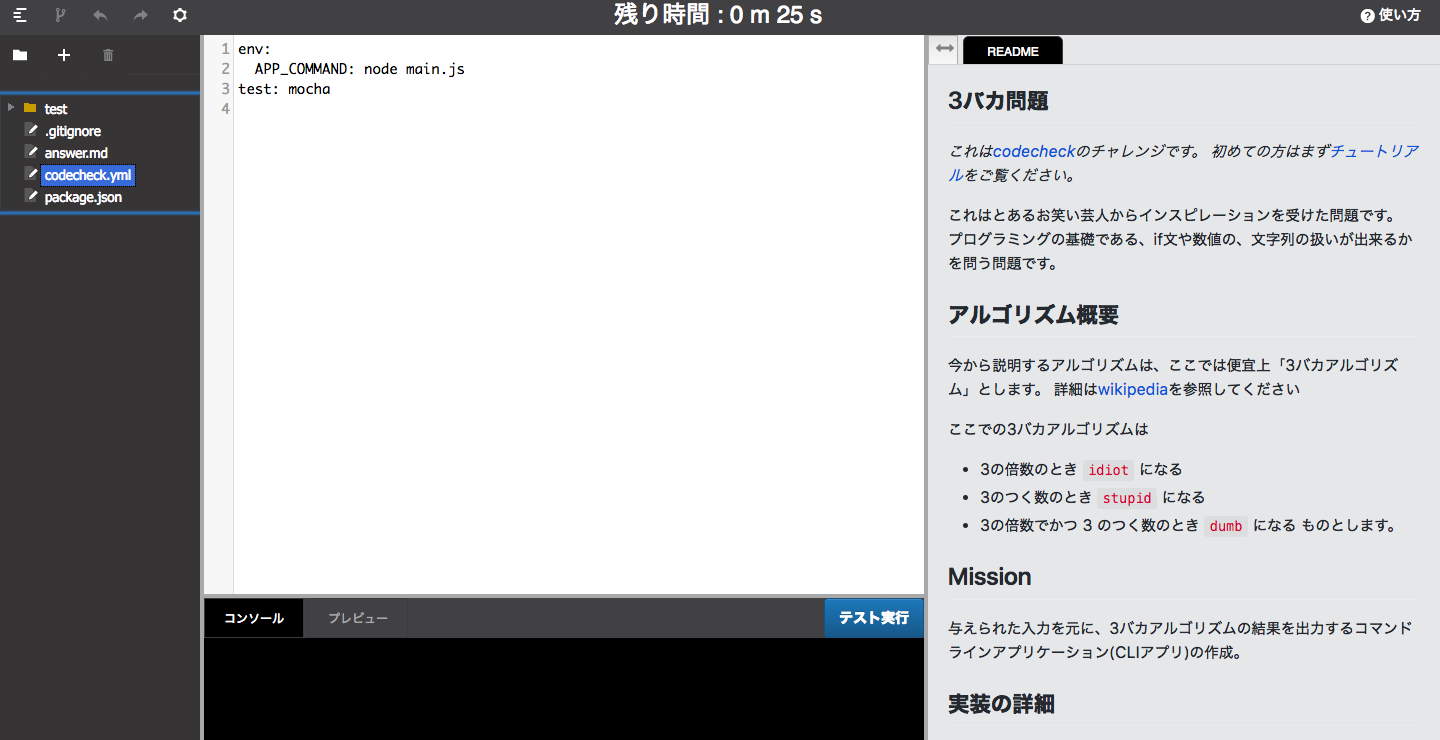 残り時間 : 0 m 25 s
使い方
test
.gitignore
answer.md
codecheck.yml
package.json
1 env:
2   APP_COMMAND: node main.js
3 test: mocha
4
コンソール
プレビュー
テスト実行
README
3バカ問題
これはcodecheckのチャレンジです。 初めての方はまずチュートリア
ルをご覧ください。
これはとあるお笑い芸人からインスピレーションを受けた問題です。
プログラミングの基礎である、if文や数値の、文字列の扱いが出来るか
を問う問題です。
アルゴリズム概要
今から説明するアルゴリズムは、ここでは便宜上「3バカアルゴリズ
ム」とします。 詳細はwikipediaを参照してください
ここでの3バカアルゴリズムは
• 3の倍数のとき idiot になる
• 3のつく数のとき stupid になる
• 3の倍数でかつ 3 のつく数のとき dumb になる ものとします。
Mission
与えられた入力を元に、3バカアルゴリズムの結果を出力するコマンド
ラインアプリケーション(CLIアプリ)の作成。
実装の詳細